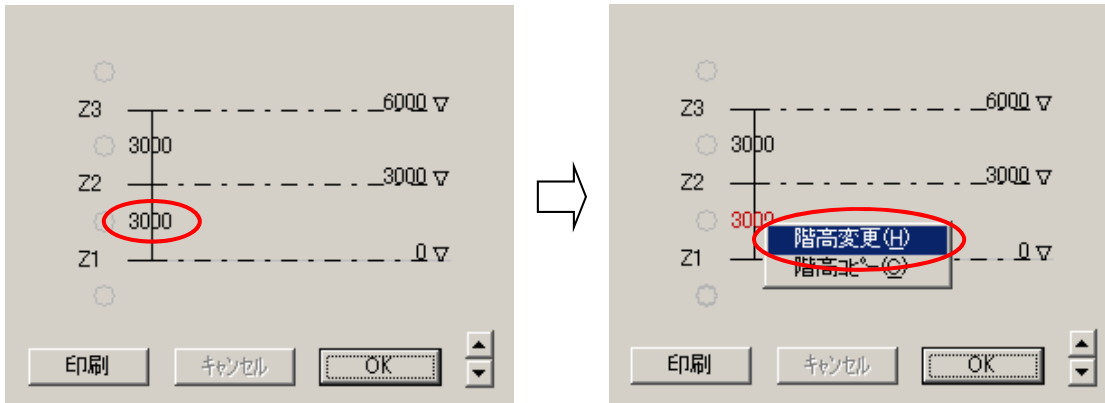 Z3 6000 ▽
3000
Z2 3000 ▽
3000
Z1 0 ▽
印刷 キャンセル OK
Z3 6000 ▽
3000
Z2 3000 ▽
3000
階高変更(H)
Z1 0 ▽
階高ｺﾋﾟｰ(C)
印刷 キャンセル OK